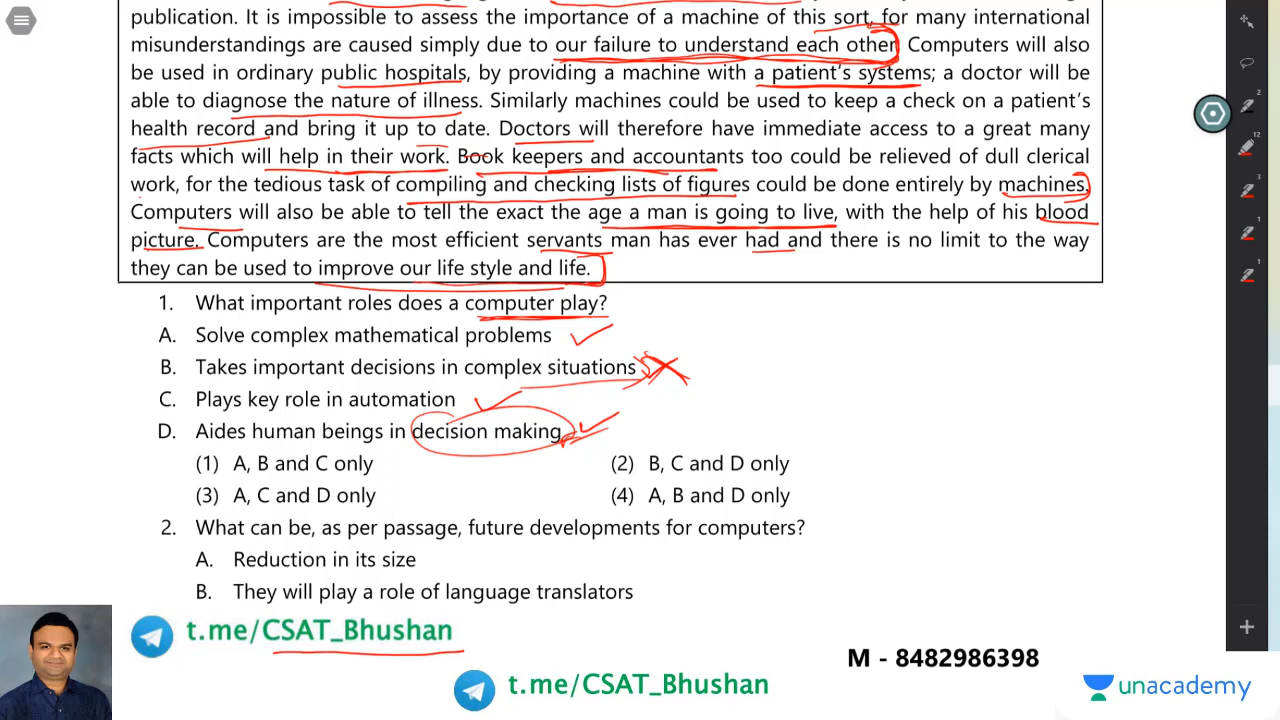 publication. It is impossible to assess the importance of a machine of this sort, for many international
misunderstandings are caused simply due to our failure to understand each other. Computers will also
be used in ordinary public hospitals, by providing a machine with a patient's systems; a doctor will be
able to diagnose the nature of illness. Similarly machines could be used to keep a check on a patient's
health record and bring it up to date. Doctors will therefore have immediate access to a great many
facts which will help in their work. Book keepers and accountants too could be relieved of dull clerical
work, for the tedious task of compiling and checking lists of figures could be done entirely by machines.
Computers will also be able to tell the exact the age a man is going to live, with the help of his blood
picture. Computers are the most efficient servants man has ever had and there is no limit to the way
they can be used to improve our life style and life.
1. What important roles does a computer play?
A. Solve complex mathematical problems
B. Takes important decisions in complex situations
C. Plays key role in automation
D. Aides human beings in decision making
(1) A, B and C only (2) B, C and D only
(3) A, C and D only (4) A, B and D only
2. What can be, as per passage, future developments for computers?
A. Reduction in its size
B. They will play a role of language translators
t.me/CSAT_Bhushan
M - 8482986398
t.me/CSAT_Bhushan
unacademy